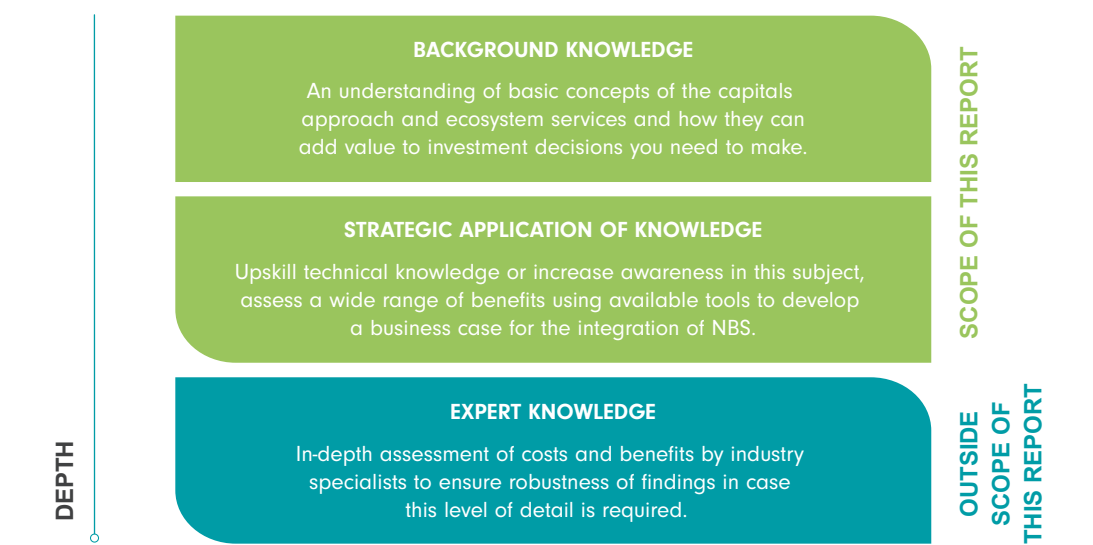 BACKGROUND KNOWLEDGE
An understanding of basic concepts of the capitals
approach and ecosystem services and how they can
add value to investment decisions you need to make.
STRATEGIC APPLICATION OF KNOWLEDGE
Upskill technical knowledge or increase awareness in this subject,
assess a wide range of benefits using available tools to develop
a business case for the integration of NBS.
SCOPE OF THIS REPORT
EXPERT KNOWLEDGE
In-depth assessment of costs and benefits by industry
specialists to ensure robustness of findings in case
this level of detail is required.
OUTSIDE
SCOPE OF
THIS REPORT
DEPTH